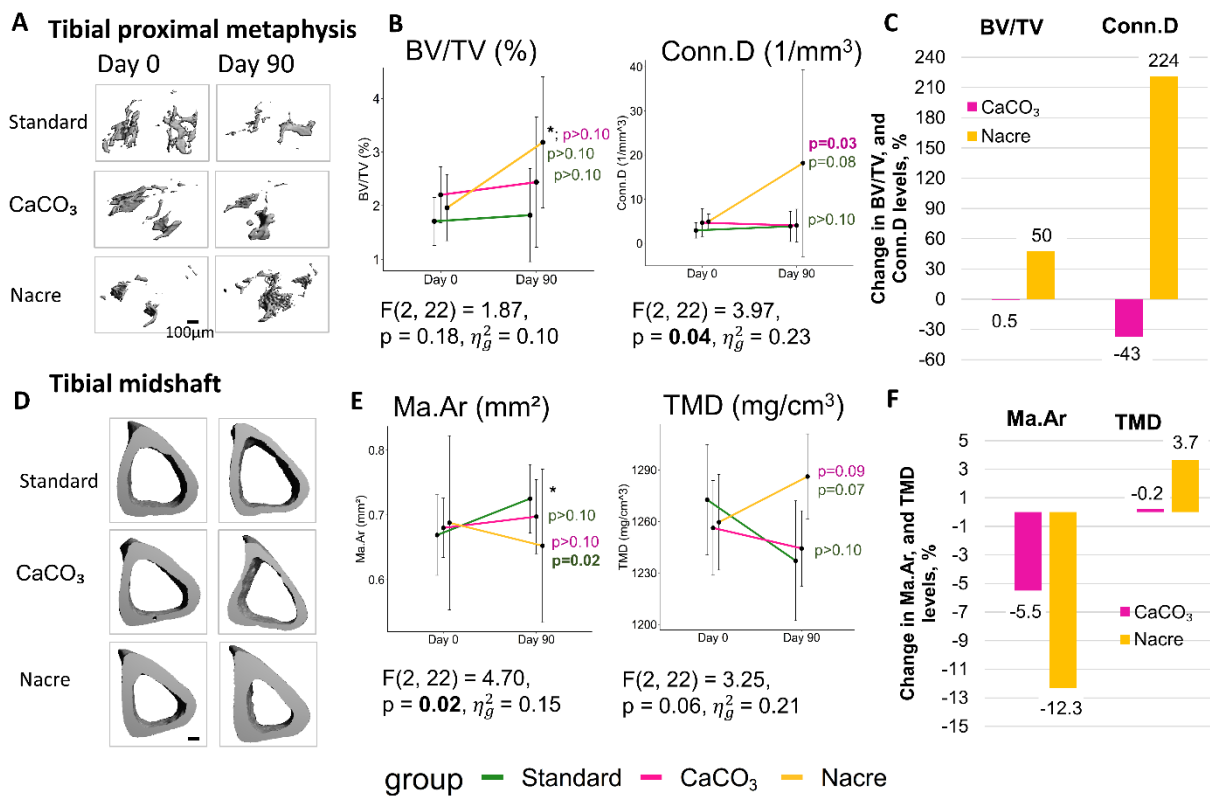 A
Tibial proximal metaphysis
Day 0
Day 90
Standard
CaCO₃
Nacre
100µm
B
BV/TV (%)
BV/TV (%)
4
3
2
1
*; p>0.10
p>0.10
p>0.10
Day 0
Day 90
F(2, 22) = 1.87,
p = 0.18, η²g = 0.10
Conn.D (1/mm³)
Conn.D (1/mm^3)
40
30
20
10
0
p=0.03
p=0.08
p>0.10
Day 0
Day 90
F(2, 22) = 3.97,
p = 0.04, η²g = 0.23
C
BV/TV
Conn.D
Change in BV/TV, and
Conn.D levels, %
240
210
180
150
120
90
60
30
0
-30
-60
CaCO₃
Nacre
0.5
50
-43
224
Tibial midshaft
D
Standard
CaCO₃
Nacre
E
Ma.Ar (mm²)
Ma.Ar (mm²)
0.8
0.7
0.6
*
p>0.10
p>0.10
p=0.02
Day 0
Day 90
F(2, 22) = 4.70,
p = 0.02, η²g = 0.15
TMD (mg/cm³)
TMD (mg/cm^3)
1290
1260
1230
1200
p=0.09
p=0.07
p>0.10
Day 0
Day 90
F(2, 22) = 3.25,
p = 0.06, η²g = 0.21
F
Ma.Ar
TMD
Change in Ma.Ar, and TMD
levels, %
5
3
1
-1
-3
-5
-7
-9
-11
-13
-15
-5.5
-12.3
-0.2
3.7
CaCO₃
Nacre
group
Standard
CaCO₃
Nacre